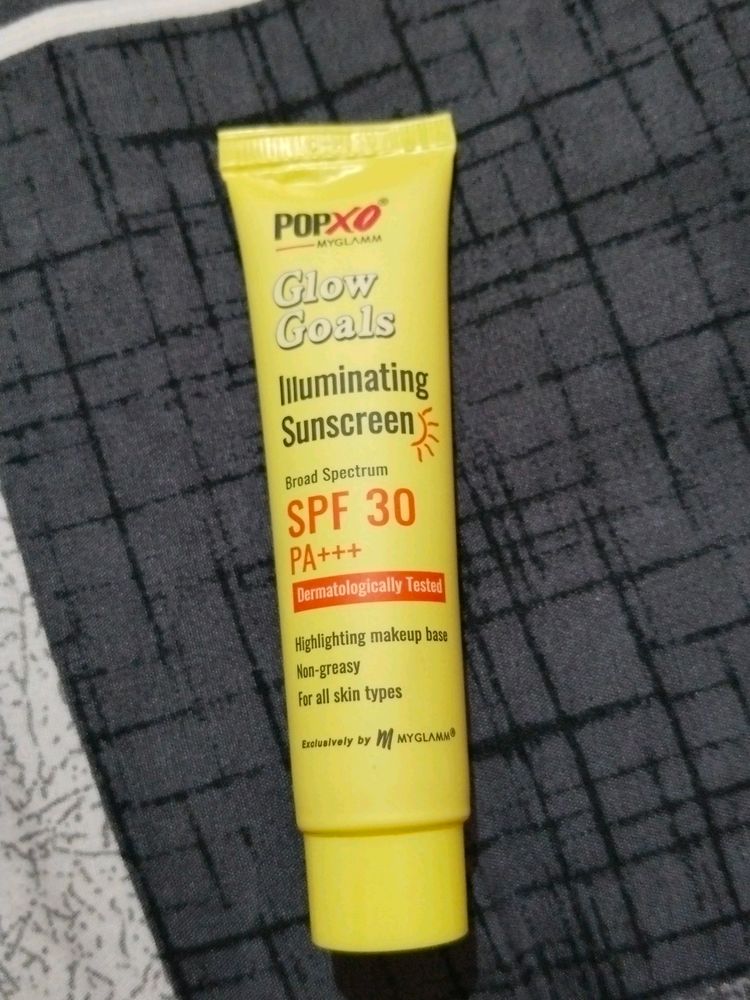 POPXO®
MYGLAMM
Glow
Goals
Illuminating
Sunscreen
Broad Spectrum
SPF 30
PA+++
Dermatologically Tested
Highlighting makeup base
Non-greasy
For all skin types
Exclusively by M MYGLAMM®